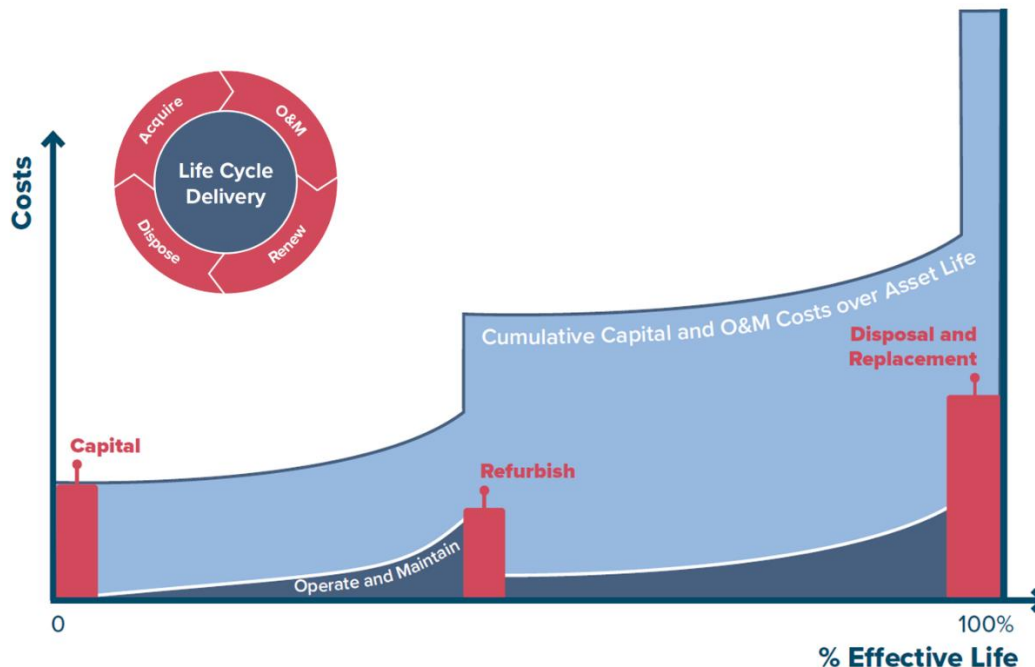 Acquire
O&M
Life Cycle
Delivery
Dispose
Renew
Costs
Cumulative Capital and O&M Costs over Asset Life
Disposal and
Replacement
Capital
Refurbish
Operate and Maintain
0
100%
% Effective Life